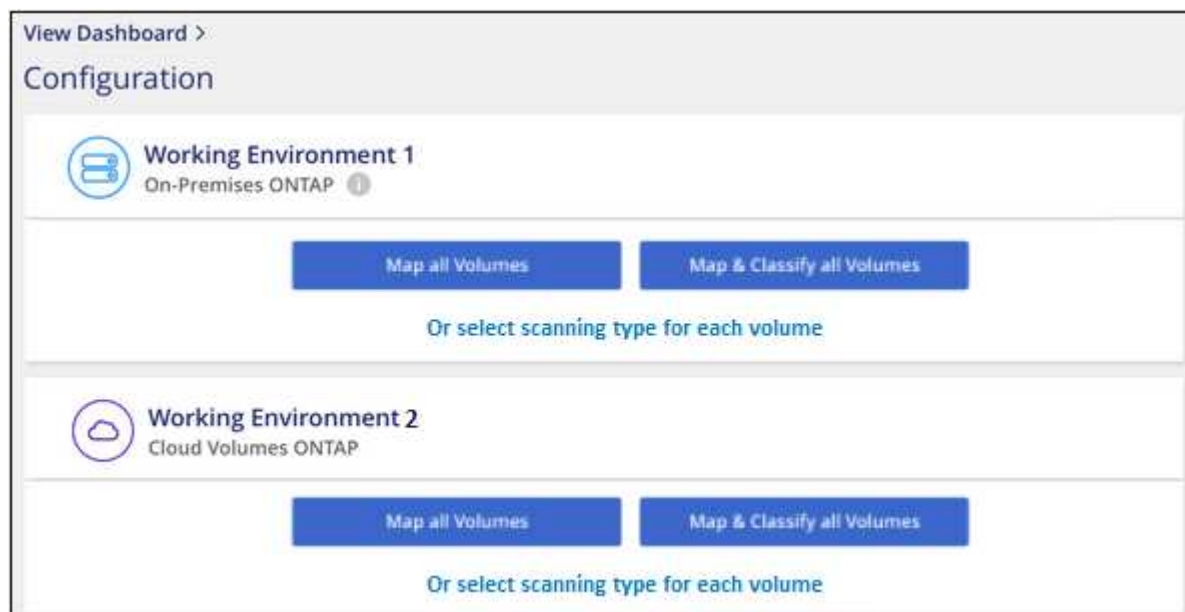 View Dashboard >
Configuration
Working Environment 1
On-Premises ONTAP i
Map all Volumes Map & Classify all Volumes
Or select scanning type for each volume
Working Environment 2
Cloud Volumes ONTAP
Map all Volumes Map & Classify all Volumes
Or select scanning type for each volume